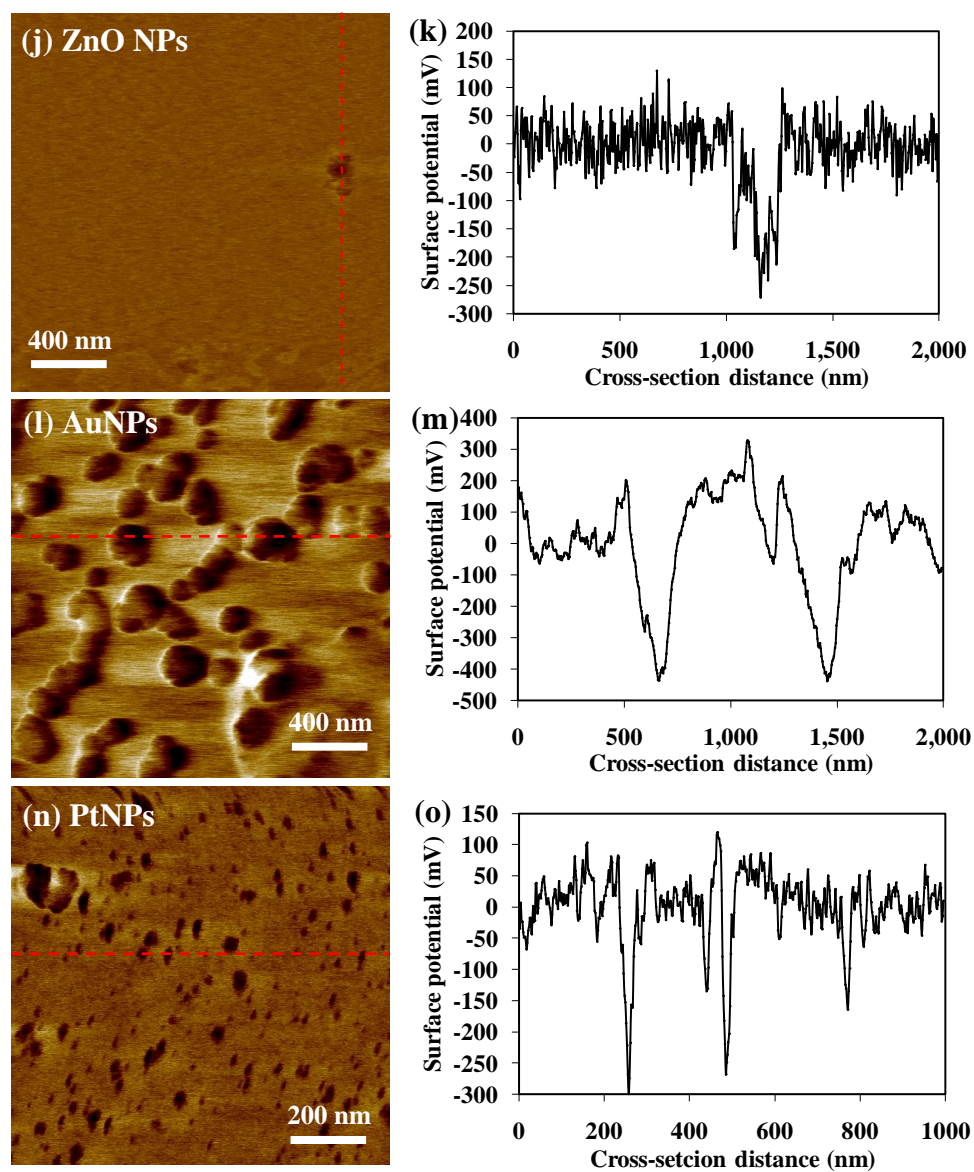 (j) ZnO NPs
400 nm
(k)
Surface potential (mV)
200
150
100
50
0
-50
-100
-150
-200
-250
-300
0 500 1,000 1,500 2,000
Cross-section distance (nm)
(l) AuNPs
400 nm
(m)
Surface potential (mV)
400
300
200
100
0
-100
-200
-300
-400
-500
0 500 1,000 1,500 2,000
Cross-section distance (nm)
(n) PtNPs
200 nm
(o)
Surface potential (mV)
150
100
50
0
-50
-100
-150
-200
-250
-300
0 200 400 600 800 1000
Cross-setcion distance (nm)